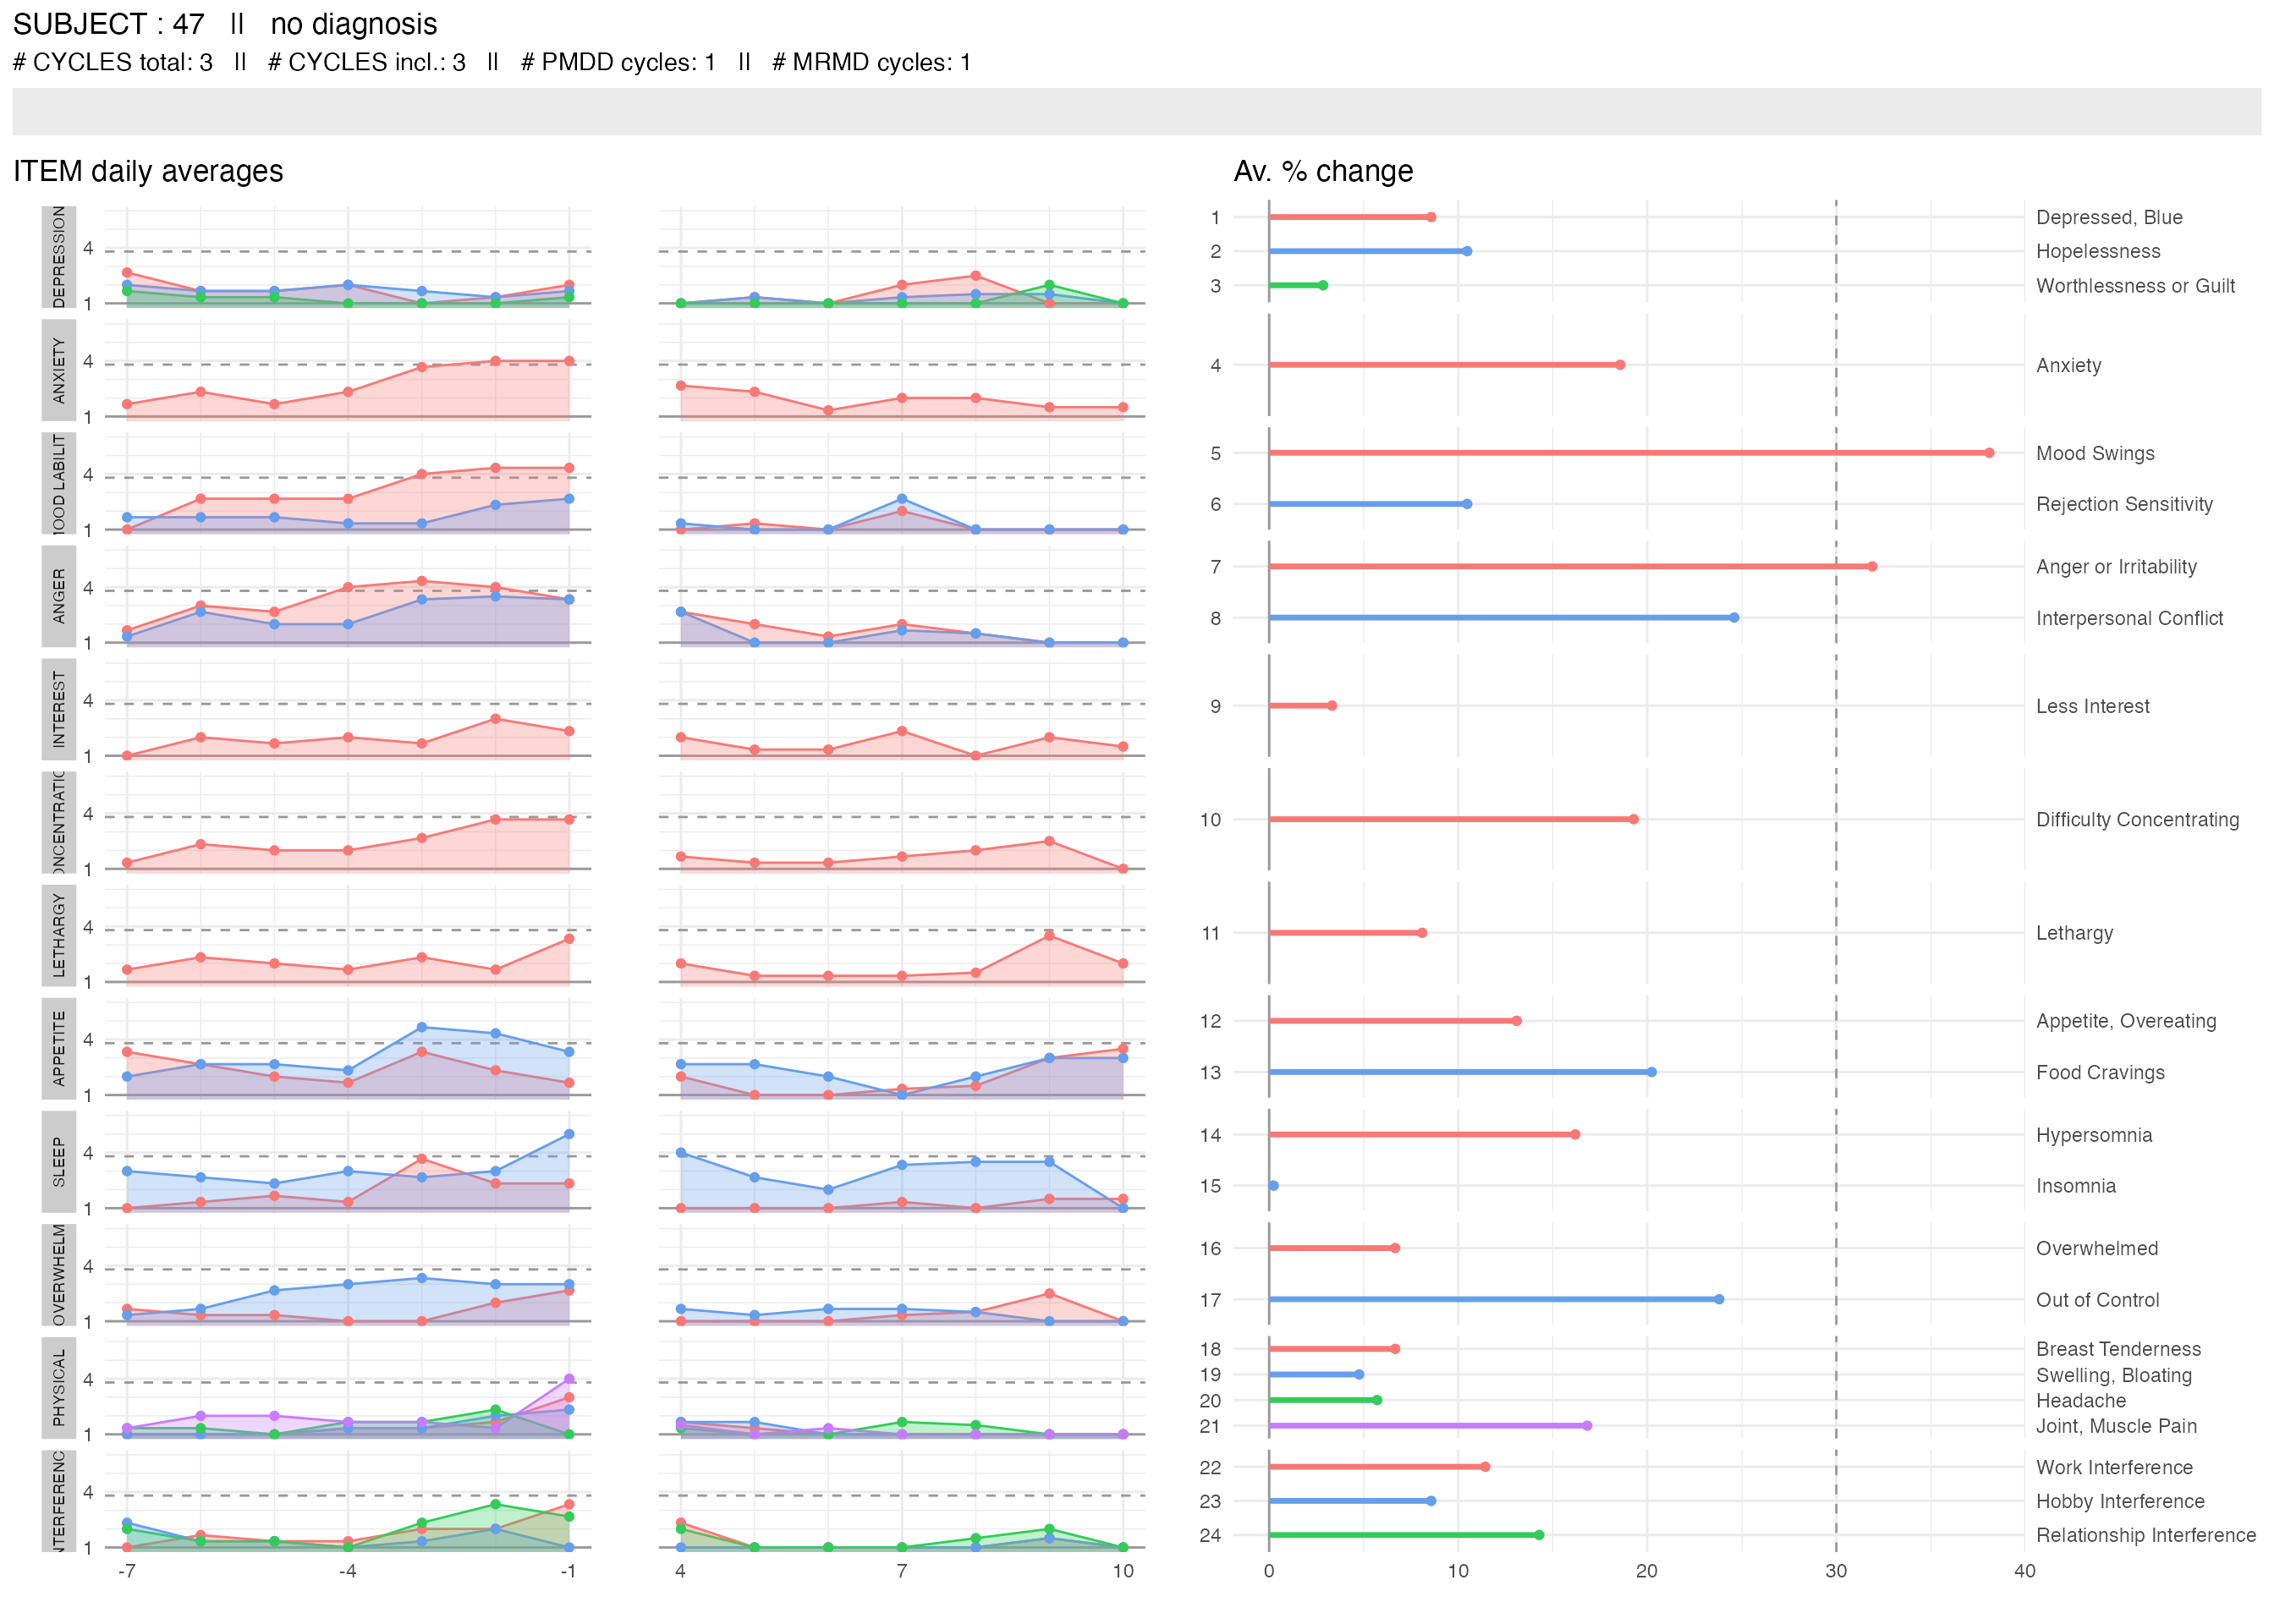 SUBJECT : 47 || no diagnosis
# CYCLES total: 3 || # CYCLES incl.: 3 || # PMDD cycles: 1 || # MRMD cycles: 1
ITEM daily averages
Av. % change
DEPRESSION
4
1
1 Depressed, Blue
2 Hopelessness
3 Worthlessness or Guilt
ANXIETY
4
1
4 Anxiety
OOD LABILIT
4
1
5 Mood Swings
6 Rejection Sensitivity
ANGER
4
1
7 Anger or Irritability
8 Interpersonal Conflict
INTEREST
4
1
9 Less Interest
ONCENTRATIO
4
1
10 Difficulty Concentrating
LETHARGY
4
1
11 Lethargy
APPETITE
4
1
12 Appetite, Overeating
13 Food Cravings
SLEEP
4
1
14 Hypersomnia
15 Insomnia
OVERWHELM
4
1
16 Overwhelmed
17 Out of Control
PHYSICAL
4
1
18 Breast Tenderness
19 Swelling, Bloating
20 Headache
21 Joint, Muscle Pain
NTERFERENC
4
1
22 Work Interference
23 Hobby Interference
24 Relationship Interference
-7 -4 -1 4 7 10 0 10 20 30 40